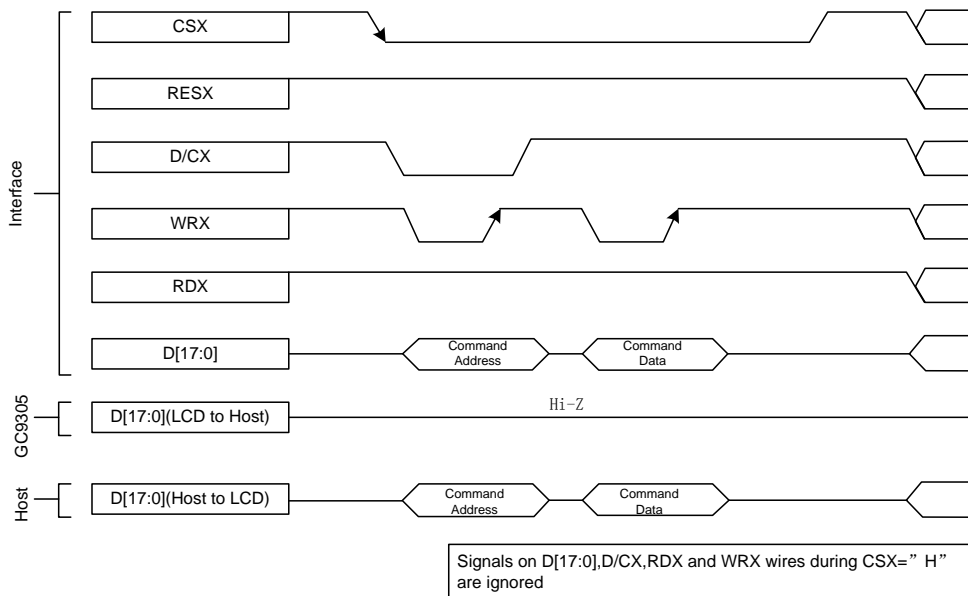 Interface
CSX
RESX
D/CX
WRX
RDX
D[17:0]
Command
Address
Command
Data
GC9305
D[17:0](LCD to Host)
Hi-Z
Host
D[17:0](Host to LCD)
Command
Address
Command
Data
Signals on D[17:0],D/CX,RDX and WRX wires during CSX=” H”
are ignored